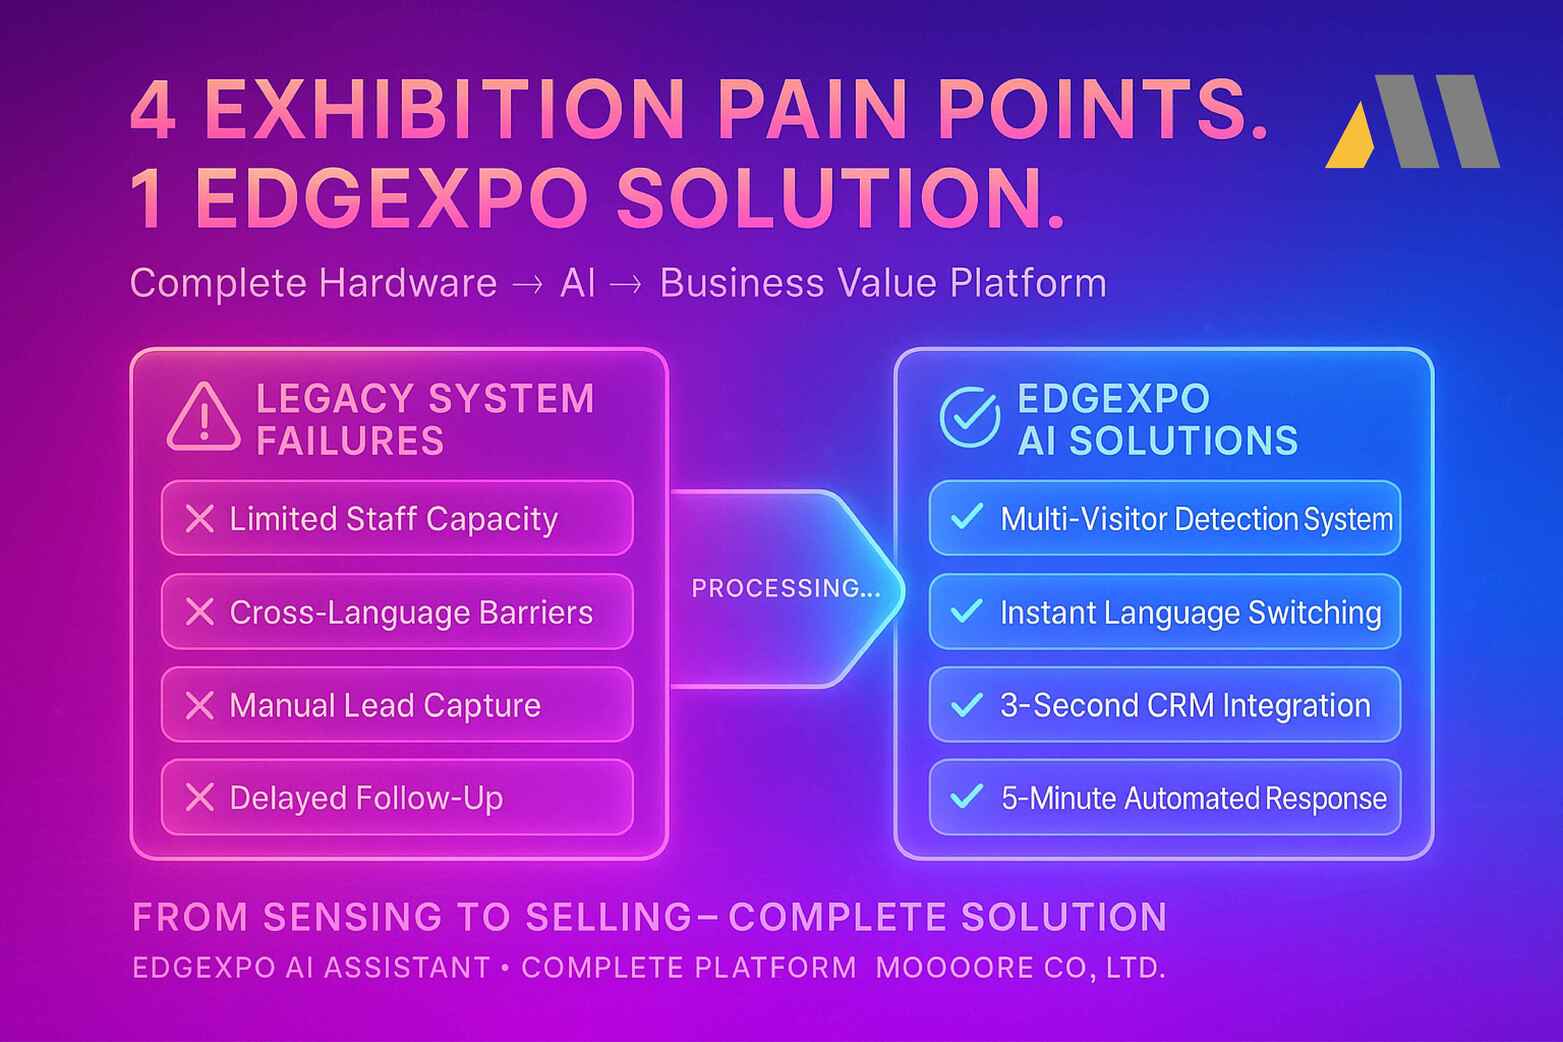 4 EXHIBITION PAIN POINTS.
1 EDGEXPO SOLUTION.
Complete Hardware → AI → Business Value Platform
LEGACY SYSTEM
FAILURES
Limited Staff Capacity
Cross-Language Barriers
Manual Lead Capture
Delayed Follow-Up
PROCESSING...
EDGEXPO
AI SOLUTIONS
Multi-Visitor Detection System
Instant Language Switching
3-Second CRM Integration
5-Minute Automated Response
FROM SENSING TO SELLING–COMPLETE SOLUTION
EDGEXPO AI ASSISTANT • COMPLETE PLATFORM MOOOORE CO, LTD.